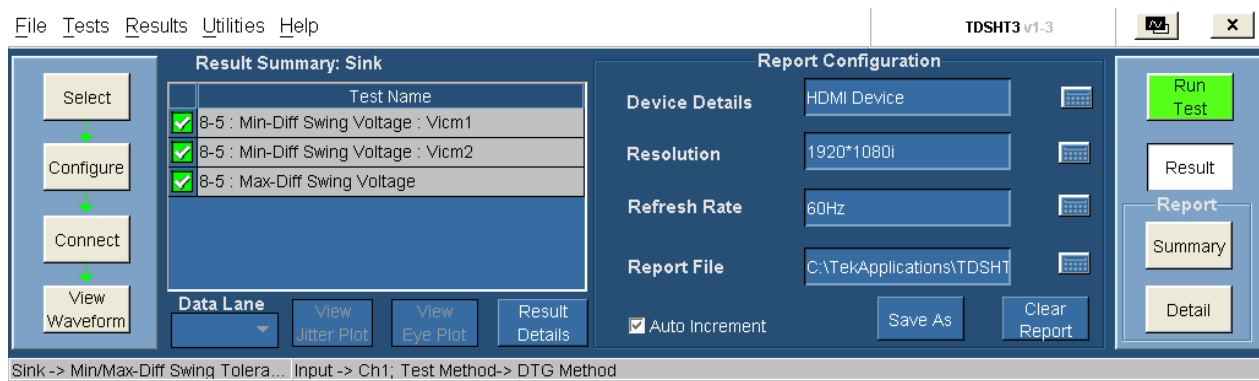 File Tests Results Utilities Help
TDSHT3 v1-3
Select
Configure
Connect
View
Waveform
Result Summary: Sink
Test Name
8-5 : Min-Diff Swing Voltage : Vicm1
8-5 : Min-Diff Swing Voltage : Vicm2
8-5 : Max-Diff Swing Voltage
Data Lane
View
Jitter Plot
View
Eye Plot
Result
Details
Report Configuration
Device Details HDMI Device
Resolution 1920*1080i
Refresh Rate 60Hz
Report File C:\TekApplications\TDSHT
Auto Increment
Save As
Clear
Report
Run
Test
Result
Report
Summary
Detail
Sink -> Min/Max-Diff Swing Tolera... Input -> Ch1; Test Method-> DTG Method